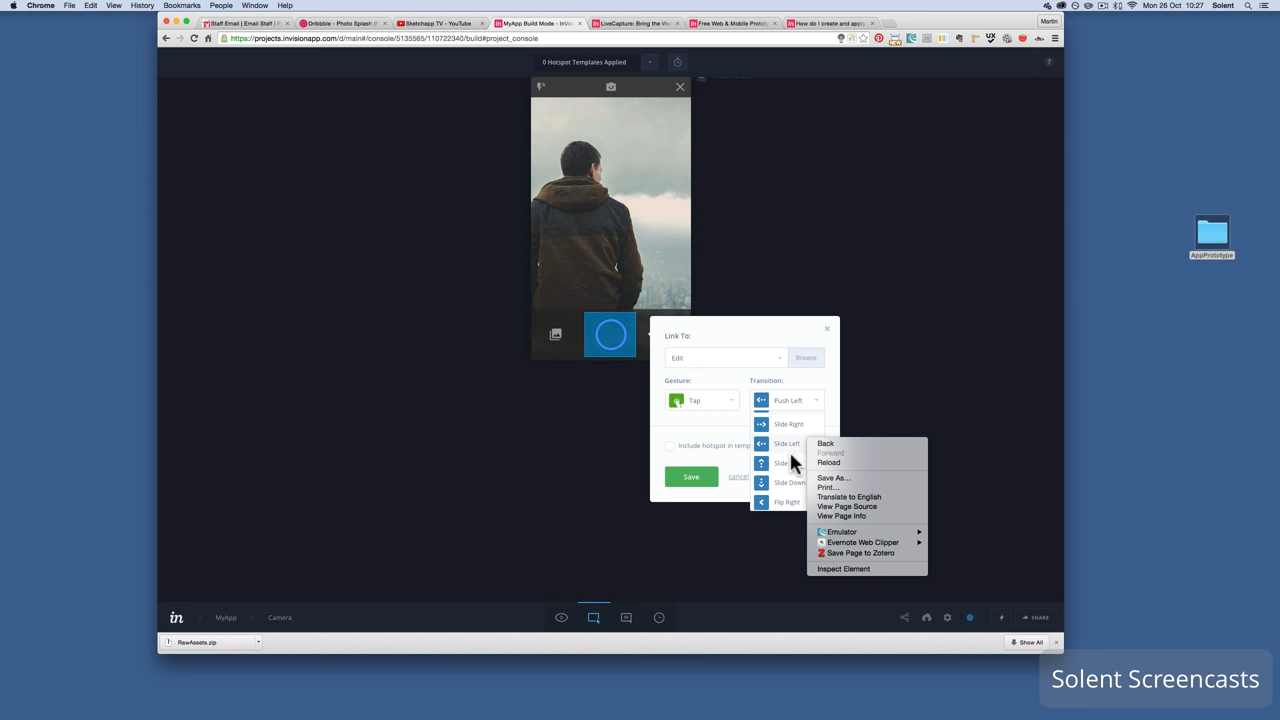 Chrome File Edit View History Bookmarks People Window Help
Mon 26 Oct 10:27 Solent
Staff Email | Email Staff | F
Dribbble - Photo Splash (F
Sketchapp TV - YouTube
MyApp Build Mode - InVis
LiveCapture: Bring the We
Free Web & Mobile Protot
How do I create and apply
Martin
https://projects.invisionapp.com/d/main#/console/5135565/110722340/build#project_console
0 Hotspot Templates Applied
?
AppPrototype
Link To:
Edit
Browse
Gesture:
Transition:
Tap
Push Left
Slide Right
Include hotspot in temp
Slide Left
Slide
Save
cancel
Slide Down
Flip Right
Back
Forward
Reload
Save As...
Print...
Translate to English
View Page Source
View Page Info
Emulator
Evernote Web Clipper
Save Page to Zotero
Inspect Element
in MyApp Camera
SHARE
RawAssets.zip
Show All
Solent Screencasts